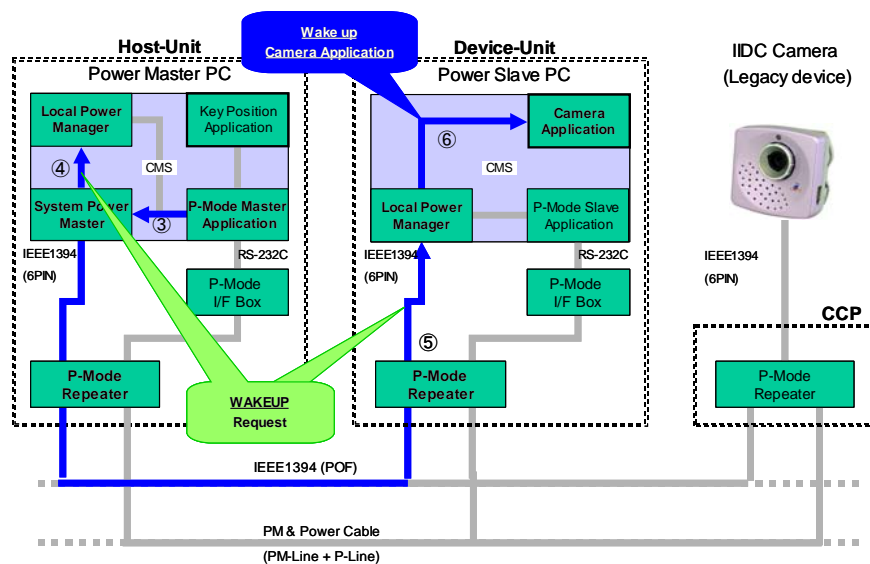 Wake up
Camera Application
Host-Unit
Device-Unit
IIDC Camera
(Legacy device)
Power Master PC
Power Slave PC
Local Power
Manager
Key Position
Application
Camera
Application
④
CMS
⑥
CMS
System Power
Master
③
P-Mode Master
Application
Local Power
Manager
P-Mode Slave
Application
IEEE1394
(6PIN)
RS-232C
IEEE1394
(6PIN)
RS-232C
IEEE1394
(6PIN)
P-Mode
I/F Box
P-Mode
I/F Box
CCP
⑤
P-Mode
Repeater
P-Mode
Repeater
P-Mode
Repeater
WAKEUP
Request
IEEE1394 (POF)
PM & Power Cable
(PM-Line + P-Line)